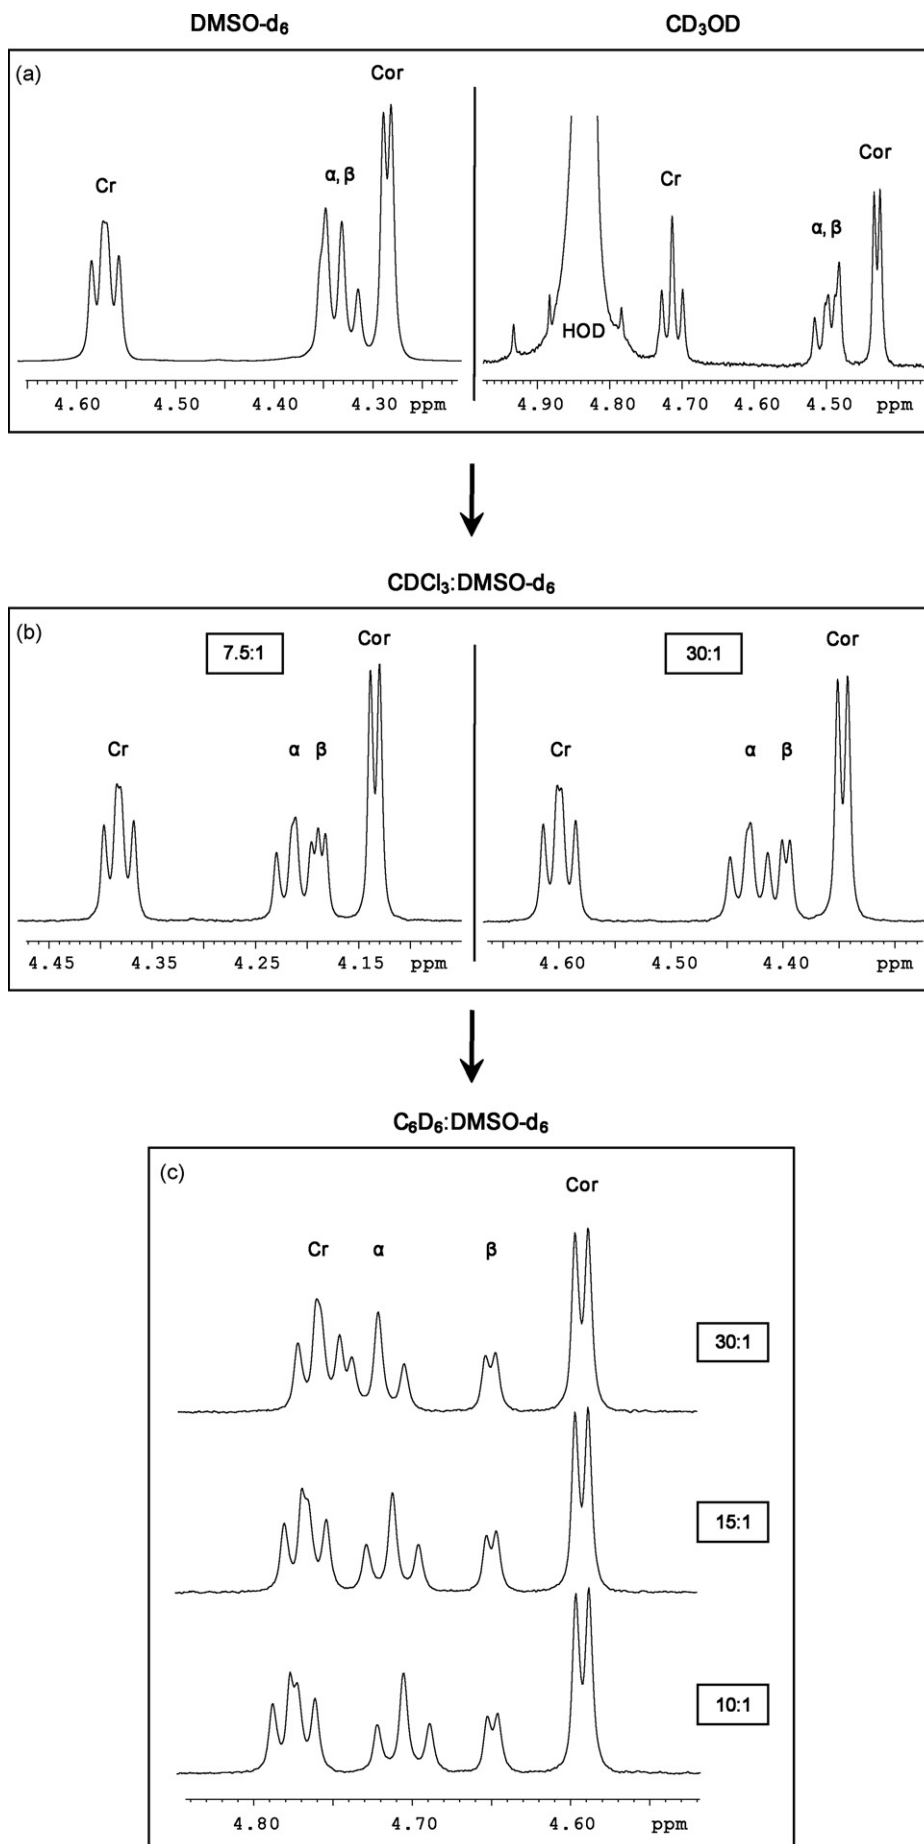 DMSO-d₆ CD₃OD
(a)
Cr α, β Cor
HOD Cr α, β Cor
4.60 4.50 4.40 4.30 ppm
4.90 4.80 4.70 4.60 4.50 ppm
CDCl₃:DMSO-d₆
(b)
7.5:1
Cr α β Cor
30:1
Cr α β Cor
4.45 4.35 4.25 4.15 ppm
4.60 4.50 4.40 ppm
C₆D₆:DMSO-d₆
(c)
Cr α β Cor
30:1
15:1
10:1
4.80 4.70 4.60 ppm